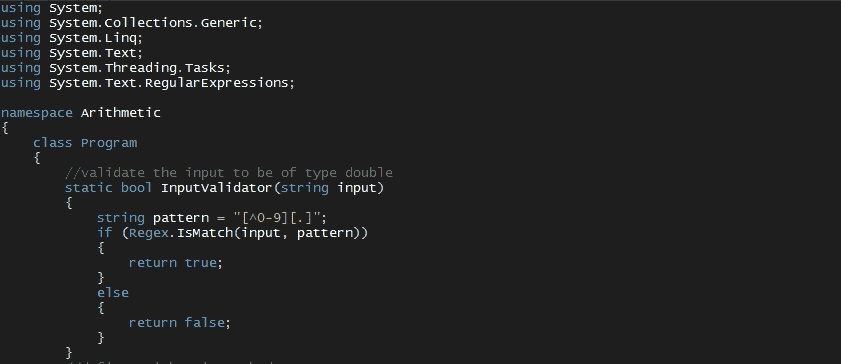 using System;
using System.Collections.Generic;
using System.Linq;
using System.Text;
using System.Threading.Tasks;
using System.Text.RegularExpressions;
namespace Arithmetic
{
class Program
{
//validate the input to be of type double
static bool InputValidator(string input)
{
string pattern = "[^0-9][.]";
if (Regex.IsMatch(input, pattern))
{
return true;
}
else
{
return false;
}
}